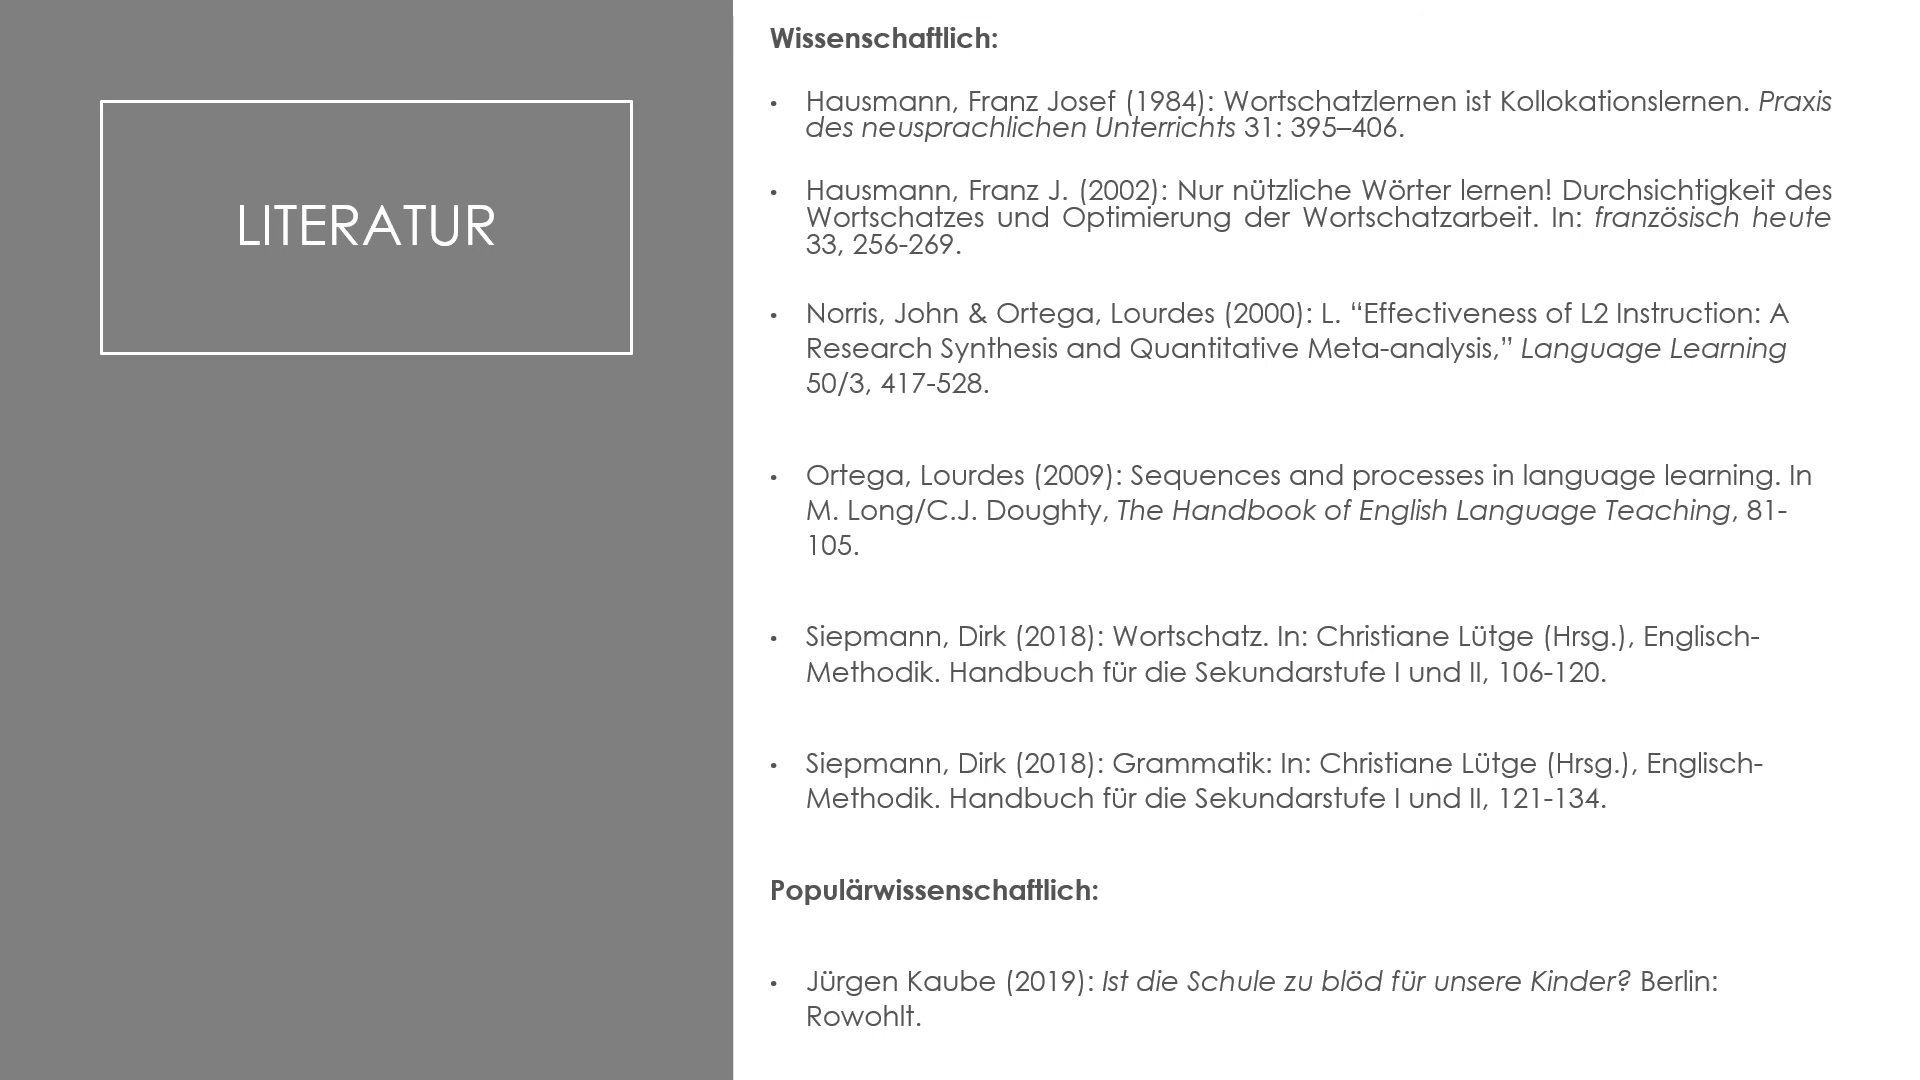 LITERATUR
Wissenschaftlich:
• Hausmann, Franz Josef (1984): Wortschatzlernen ist Kollokationslernen. Praxis
des neusprachlichen Unterrichts 31: 395–406.
• Hausmann, Franz J. (2002): Nur nützliche Wörter lernen! Durchsichtigkeit des
Wortschatzes und Optimierung der Wortschatzarbeit. In: französisch heute
33, 256-269.
• Norris, John & Ortega, Lourdes (2000): L. “Effectiveness of L2 Instruction: A
Research Synthesis and Quantitative Meta-analysis,” Language Learning
50/3, 417-528.
• Ortega, Lourdes (2009): Sequences and processes in language learning. In
M. Long/C.J. Doughty, The Handbook of English Language Teaching, 81-
105.
• Siepmann, Dirk (2018): Wortschatz. In: Christiane Lütge (Hrsg.), Englisch-
Methodik. Handbuch für die Sekundarstufe I und II, 106-120.
• Siepmann, Dirk (2018): Grammatik: In: Christiane Lütge (Hrsg.), Englisch-
Methodik. Handbuch für die Sekundarstufe I und II, 121-134.
Populärwissenschaftlich:
• Jürgen Kaube (2019): Ist die Schule zu blöd für unsere Kinder? Berlin:
Rowohlt.